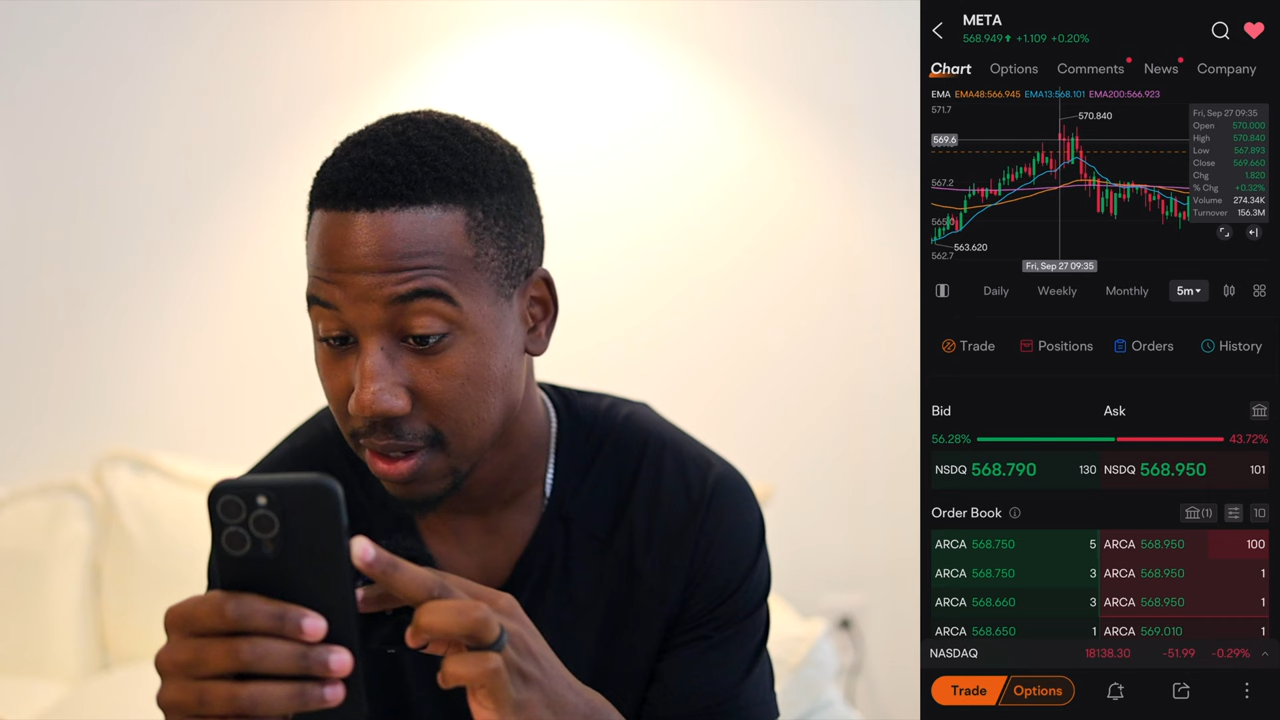 META
568.949 +1.109 +0.20%
Chart Options Comments News Company
EMA EMA48:566.945 EMA13:568.101 EMA200:566.923
571.7
570.840
Fri, Sep 27 09:35
Open 570.000
High 570.840
Low 567.893
Close 569.660
Chg 1.820
% Chg +0.32%
Volume 274.34K
Turnover 156.3M
569.6
567.2
563.620
562.7
Fri, Sep 27 09:35
Daily Weekly Monthly 5m
Trade Positions Orders History
Bid Ask
56.28% 43.72%
NSDQ 568.790 130 NSDQ 568.950 101
Order Book (1) 10
ARCA 568.750 5 ARCA 568.950 100
ARCA 568.750 3 ARCA 568.950 1
ARCA 568.660 3 ARCA 568.950 1
ARCA 568.650 1 ARCA 569.010 1
NASDAQ 18138.30 -51.99 -0.29%
Trade Options